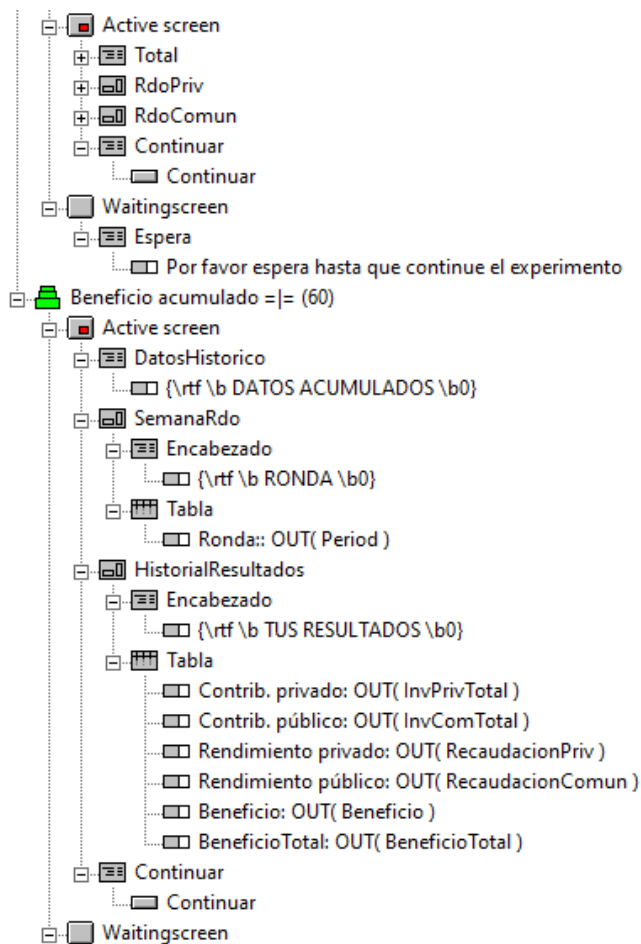 Active screen
Total
RdoPriv
RdoComun
Continuar
Continuar
Waitingscreen
Espera
Por favor espera hasta que continue el experimento
Beneficio acumulado =|= (60)
Active screen
DatosHistorico
{\rtf \b DATOS ACUMULADOS \b0}
SemanaRdo
Encabezado
{\rtf \b RONDA \b0}
Tabla
Ronda:: OUT( Period )
HistorialResultados
Encabezado
{\rtf \b TUS RESULTADOS \b0}
Tabla
Contrib. privado: OUT( InvPrivTotal )
Contrib. público: OUT( InvComTotal )
Rendimiento privado: OUT( RecaudacionPriv )
Rendimiento público: OUT( RecaudacionComun )
Beneficio: OUT( Beneficio )
BeneficioTotal: OUT( BeneficioTotal )
Continuar
Continuar
Waitingscreen